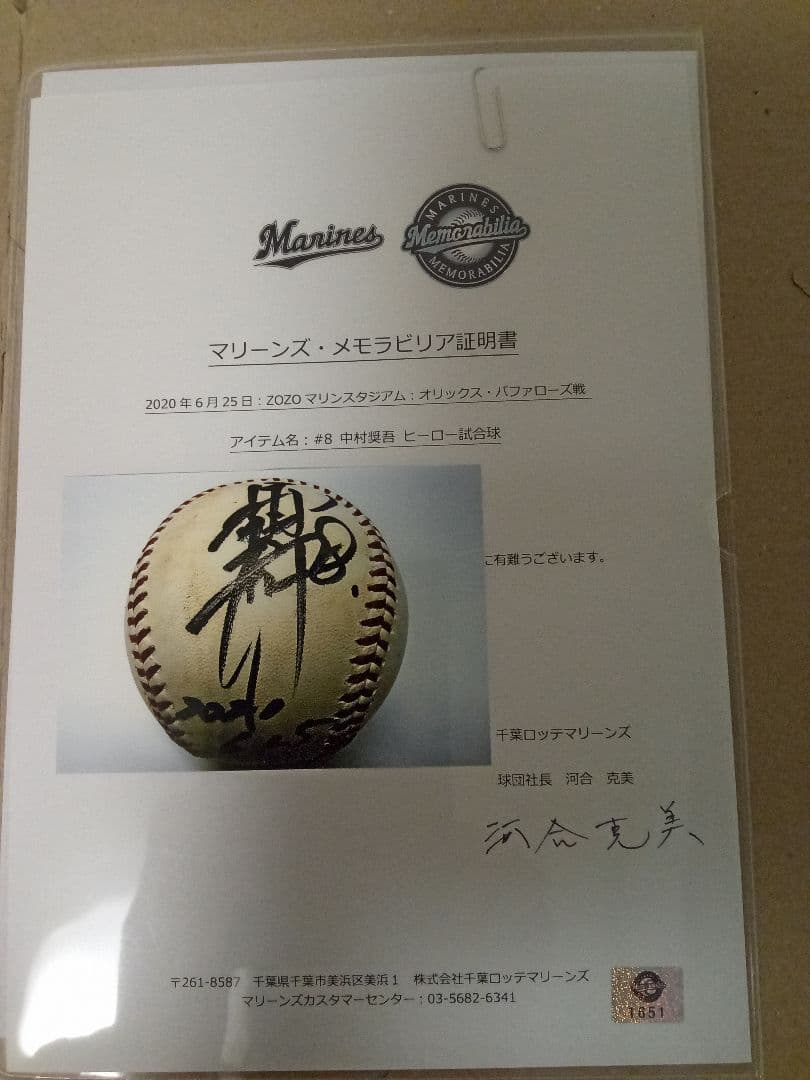 Marines
MARINES
Memorabilia
MEMORABILIA
マリーンズ・メモラビリア証明書
2020年6月25日：ZOZOマリンスタジアム：オリックス・バファローズ戦
アイテム名：#8 中村奨吾 ヒーロー試合球
に有難うございます。
2020.
千葉ロッテマリーンズ
球団社長 河合 克美
河合克美
〒261-8587 千葉県千葉市美浜区美浜1 株式会社千葉ロッテマリーンズ
マリーンズカスタマーセンター：03-5682-6341
1651